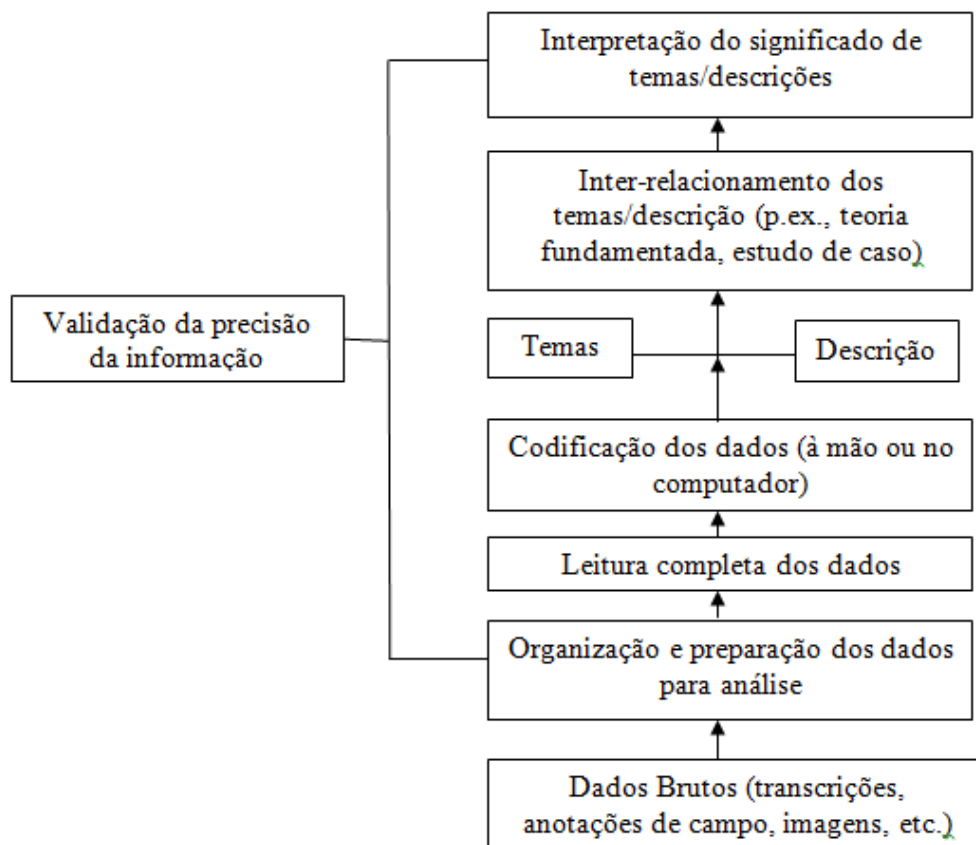 Interpretação do significado de
temas/descrições
Inter-relacionamento dos
temas/descrição (p.ex., teoria
fundamentada, estudo de caso)
Validação da precisão
da informação
Temas
Descrição
Codificação dos dados (à mão ou no
computador)
Leitura completa dos dados
Organização e preparação dos dados
para análise
Dados Brutos (transcrições,
anotações de campo, imagens, etc.)